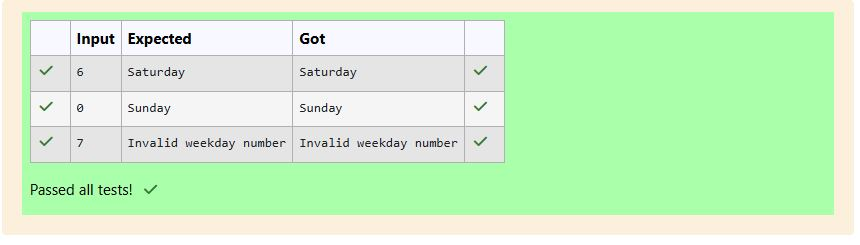 Input Expected Got
6 Saturday Saturday
0 Sunday Sunday
7 Invalid weekday number Invalid weekday number
Passed all tests!